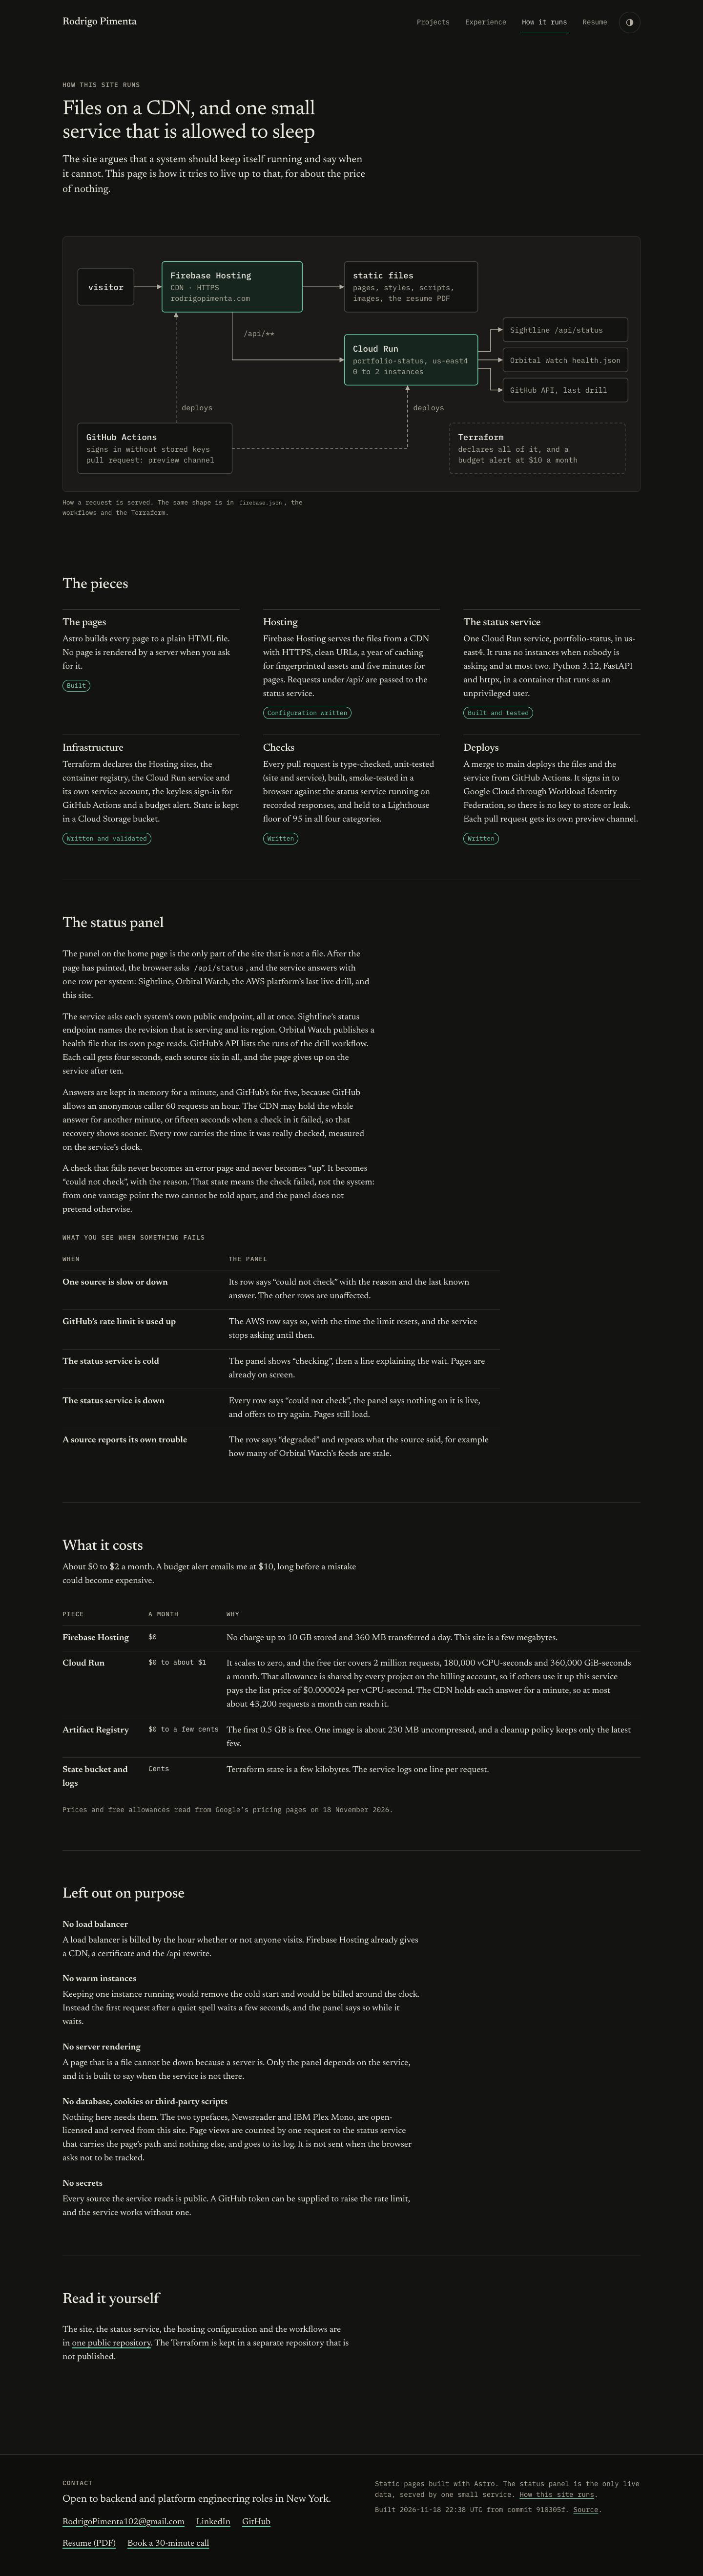 Rodrigo Pimenta
Projects Experience How it runs Resume
HOW THIS SITE RUNS
Files on a CDN, and one small
service that is allowed to sleep
The site argues that a system should keep itself running and say when
it cannot. This page is how it tries to live up to that, for about the price
of nothing.
visitor
Firebase Hosting
CDN · HTTPS
rodrigopimenta.com
static files
pages, styles, scripts,
images, the resume PDF
/api/**
Cloud Run
portfolio-status, us-east4
0 to 2 instances
Sightline /api/status
Orbital Watch health.json
GitHub API, last drill
deploys
deploys
GitHub Actions
signs in without stored keys
pull request: preview channel
Terraform
declares all of it, and a
budget alert at $10 a month
How a request is served. The same shape is in firebase.json, the
workflows and the Terraform.
The pieces
The pages
Astro builds every page to a plain HTML file.
No page is rendered by a server when you ask
for it.
Built
Hosting
Firebase Hosting serves the files from a CDN
with HTTPS, clean URLs, a year of caching
for fingerprinted assets and five minutes for
pages. Requests under /api/ are passed to the
status service.
Configuration written
The status service
One Cloud Run service, portfolio-status, in us-
east4. It runs no instances when nobody is
asking and at most two. Python 3.12, FastAPI
and httpx, in a container that runs as an
unprivileged user.
Built and tested
Infrastructure
Terraform declares the Hosting sites, the
container registry, the Cloud Run service and
its own service account, the keyless sign-in for
GitHub Actions and a budget alert. State is kept
in a Cloud Storage bucket.
Written and validated
Checks
Every pull request is type-checked, unit-tested
(site and service), built, smoke-tested in a
browser against the status service running on
recorded responses, and held to a Lighthouse
floor of 95 in all four categories.
Written
Deploys
A merge to main deploys the files and the
service from GitHub Actions. It signs in to
Google Cloud through Workload Identity
Federation, so there is no key to store or leak.
Each pull request gets its own preview channel.
Written
The status panel
The panel on the home page is the only part of the site that is not a file. After the
page has painted, the browser asks /api/status, and the service answers with
one row per system: Sightline, Orbital Watch, the AWS platform's last live drill, and
this site.
The service asks each system's own public endpoint, all at once. Sightline's status
endpoint names the revision that is serving and its region. Orbital Watch publishes a
health file that its own page reads. GitHub's API lists the runs of the drill workflow.
Each call gets four seconds, each source six in all, and the page gives up on the
service after ten.
Answers are kept in memory for a minute, and GitHub's for five, because GitHub
allows an anonymous caller 60 requests an hour. The CDN may hold the whole
answer for another minute, or fifteen seconds when a check in it failed, so that
recovery shows sooner. Every row carries the time it was really checked, measured
on the service's clock.
A check that fails never becomes an error page and never becomes “up”. It becomes
“could not check”, with the reason. That state means the check failed, not the system:
from one vantage point the two cannot be told apart, and the panel does not
pretend otherwise.
WHAT YOU SEE WHEN SOMETHING FAILS
WHEN THE PANEL
One source is slow or down Its row says “could not check” with the reason and the last known
answer. The other rows are unaffected.
GitHub's rate limit is used up The AWS row says so, with the time the limit resets, and the service
stops asking until then.
The status service is cold The panel shows “checking”, then a line explaining the wait. Pages are
already on screen.
The status service is down Every row says “could not check”, the panel says nothing on it is live,
and offers to try again. Pages still load.
A source reports its own trouble The row says “degraded” and repeats what the source said, for example
how many of Orbital Watch's feeds are stale.
What it costs
About $0 to $2 a month. A budget alert emails me at $10, long before a mistake
could become expensive.
PIECE A MONTH WHY
Firebase Hosting $0 No charge up to 10 GB stored and 360 MB transferred a day. This site is a few megabytes.
Cloud Run $0 to about $1 It scales to zero, and the free tier covers 2 million requests, 180,000 vCPU-seconds and 360,000 GiB-seconds
a month. That allowance is shared by every project on the billing account, so if others use it up this service
pays the list price of $0.000024 per vCPU-second. The CDN holds each answer for a minute, so at most
about 43,200 requests a month can reach it.
Artifact Registry $0 to a few cents The first 0.5 GB is free. One image is about 230 MB uncompressed, and a cleanup policy keeps only the latest
few.
State bucket and
logs Cents Terraform state is a few kilobytes. The service logs one line per request.
Prices and free allowances read from Google's pricing pages on 18 November 2026.
Left out on purpose
No load balancer
A load balancer is billed by the hour whether or not anyone visits. Firebase Hosting already gives
a CDN, a certificate and the /api rewrite.
No warm instances
Keeping one instance running would remove the cold start and would be billed around the clock.
Instead the first request after a quiet spell waits a few seconds, and the panel says so while it
waits.
No server rendering
A page that is a file cannot be down because a server is. Only the panel depends on the service,
and it is built to say when the service is not there.
No database, cookies or third-party scripts
Nothing here needs them. The two typefaces, Newsreader and IBM Plex Mono, are open-
licensed and served from this site. Page views are counted by one request to the status service
that carries the page's path and nothing else, and goes to its log. It is not sent when the browser
asks not to be tracked.
No secrets
Every source the service reads is public. A GitHub token can be supplied to raise the rate limit,
and the service works without one.
Read it yourself
The site, the status service, the hosting configuration and the workflows are
in one public repository. The Terraform is kept in a separate repository that is
not published.
CONTACT
Open to backend and platform engineering roles in New York.
RodrigoPimenta102@gmail.com LinkedIn GitHub
Resume (PDF) Book a 30-minute call
Static pages built with Astro. The status panel is the only live
data, served by one small service. How this site runs.
Built 2026-11-18 22:38 UTC from commit 910305f. Source.